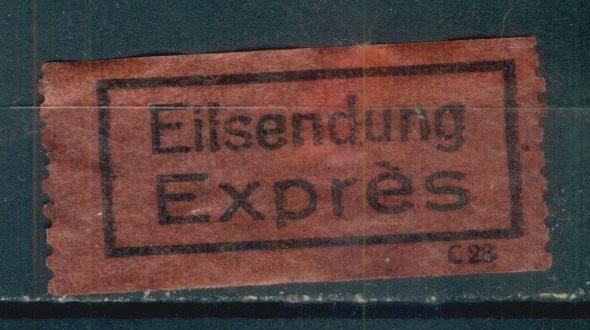 Eilsendung
Exprès
C 28